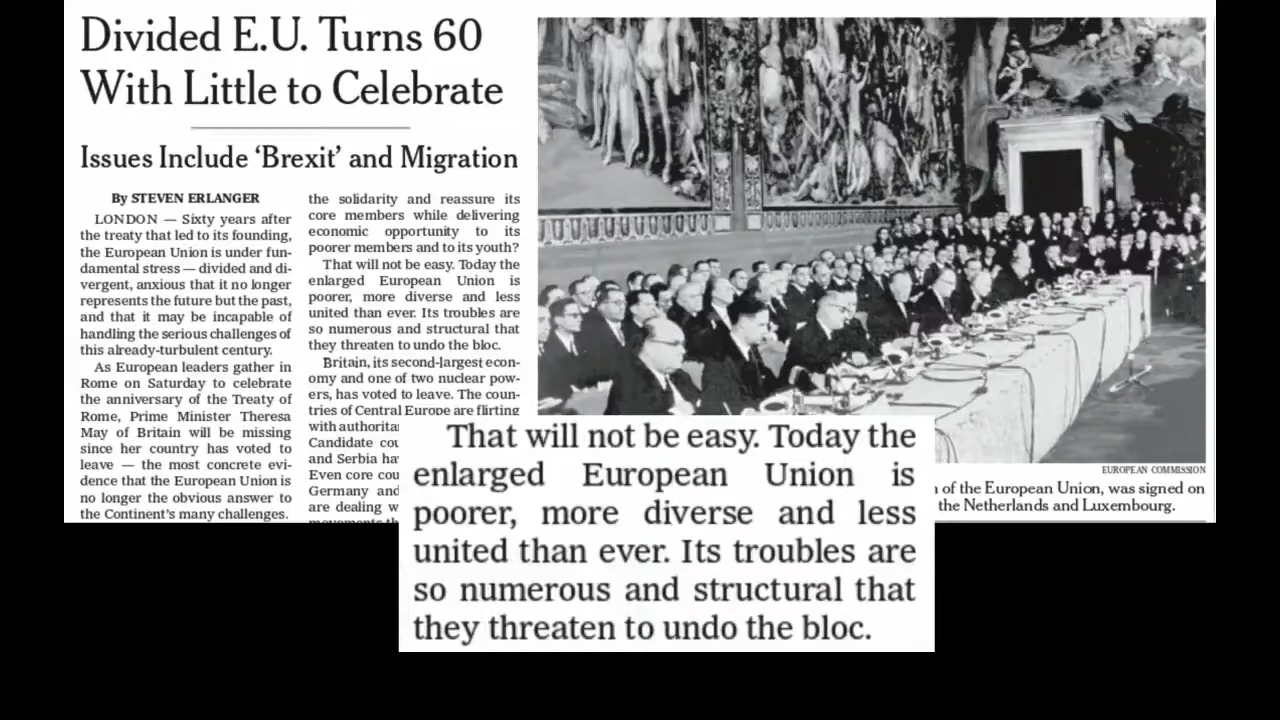 Divided E.U. Turns 60
With Little to Celebrate
Issues Include ‘Brexit’ and Migration
By STEVEN ERLANGER
LONDON — Sixty years after
the treaty that led to its founding,
the European Union is under fun-
damental stress — divided and di-
vergent, anxious that it no longer
represents the future but the past,
and that it may be incapable of
handling the serious challenges of
this already-turbulent century.
As European leaders gather in
Rome on Saturday to celebrate
the anniversary of the Treaty of
Rome, Prime Minister Theresa
May of Britain will be missing
since her country has voted to
leave — the most concrete evi-
dence that the European Union is
no longer the obvious answer to
the Continent’s many challenges.
the solidarity and reassure its
core members while delivering
economic opportunity to its
poorer members and to its youth?
That will not be easy. Today the
enlarged European Union is
poorer, more diverse and less
united than ever. Its troubles are
so numerous and structural that
they threaten to undo the bloc.
Britain, its second-largest econ-
omy and one of two nuclear pow-
ers, has voted to leave. The coun-
tries of Central Europe are flirting
with
Candidate
and Serbia
Even core
Germany and
are dealing
EUROPEAN COMMISSION
of the European Union, was signed on
the Netherlands and Luxembourg.
That will not be easy. Today the
enlarged European Union is
poorer, more diverse and less
united than ever. Its troubles are
so numerous and structural that
they threaten to undo the bloc.